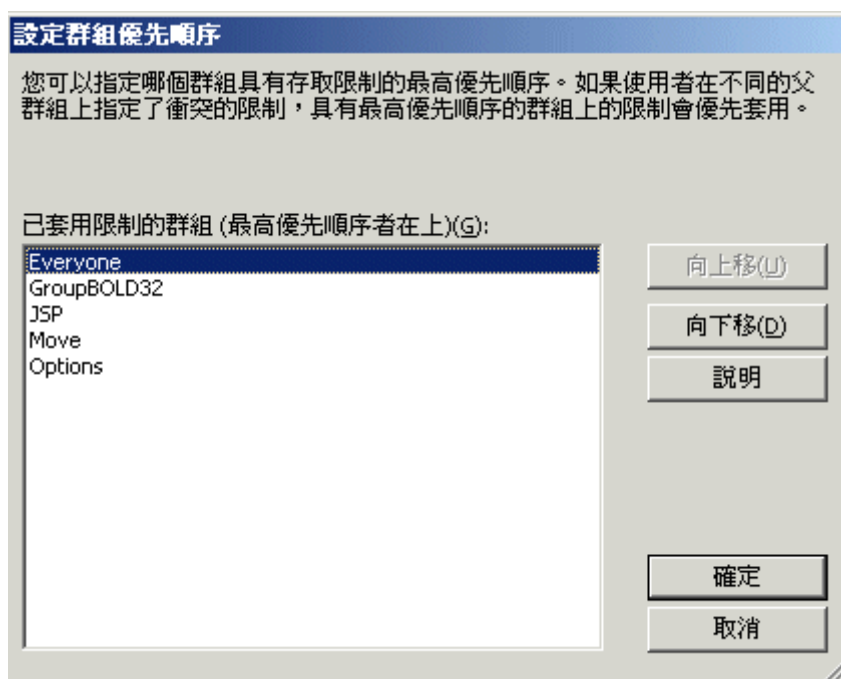 設定群組優先順序
您可以指定哪個群組具有存取限制的最高優先順序。如果使用者在不同的父
群組上指定了衝突的限制，具有最高優先順序的群組上的限制會優先套用。
已套用限制的群組 (最高優先順序者在上)(G):
Everyone
GroupBOLD32
JSP
Move
Options
向上移(U)
向下移(D)
說明
確定
取消